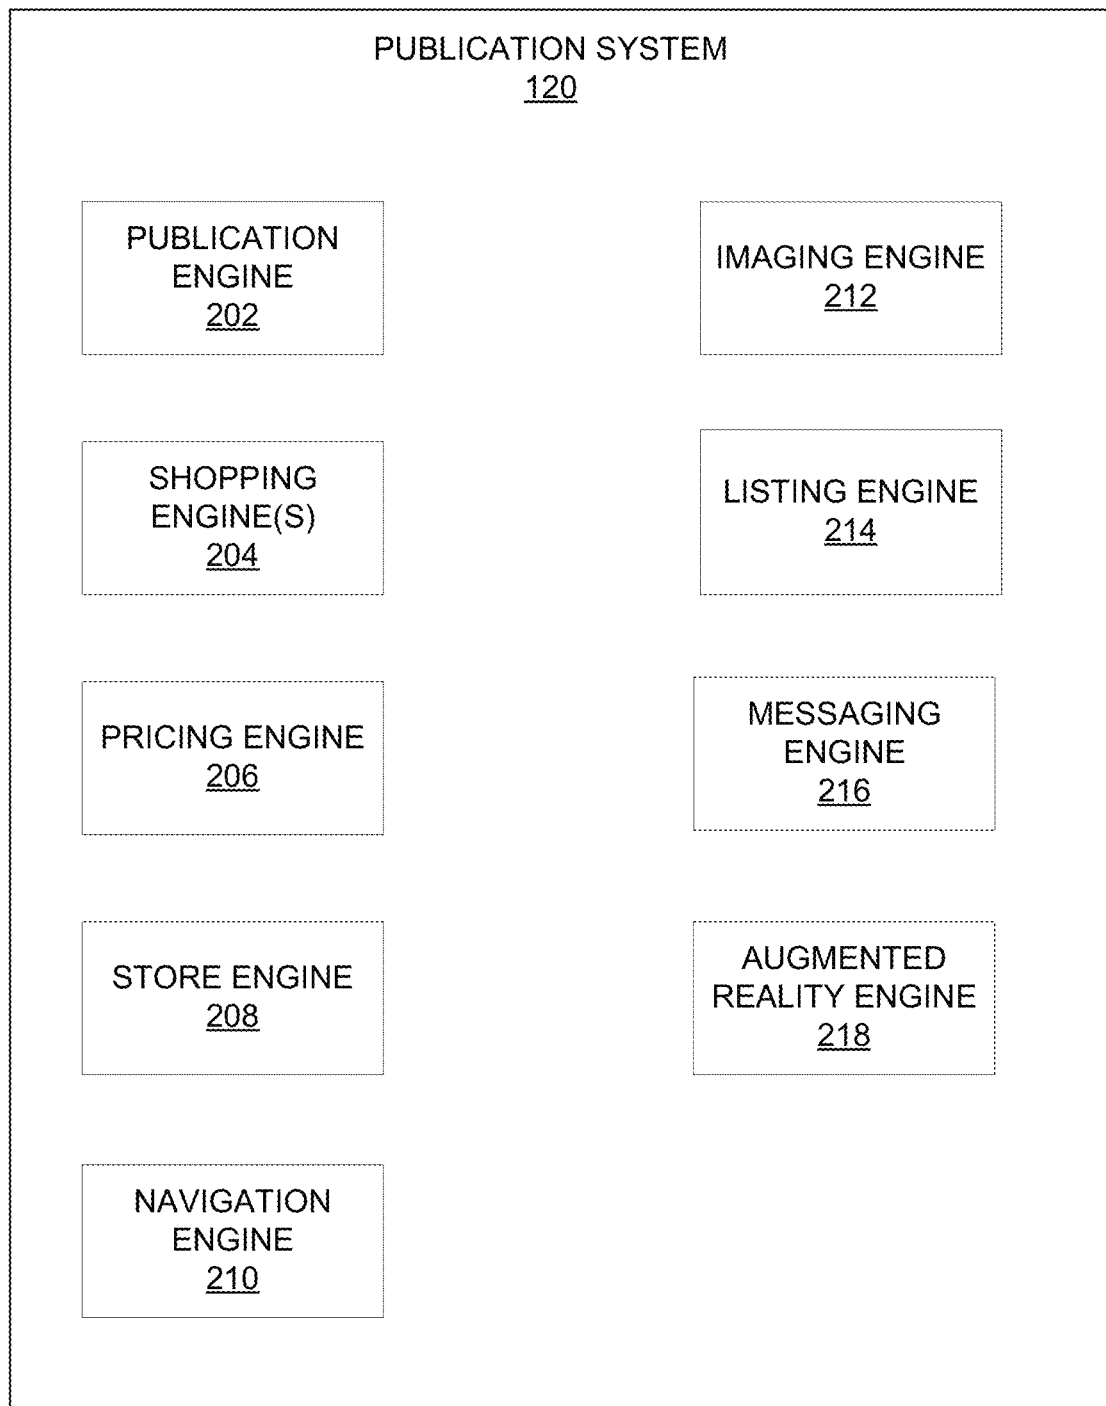 PUBLICATION SYSTEM
120
PUBLICATION
ENGINE
202
SHOPPING
ENGINE(S)
204
PRICING ENGINE
206
STORE ENGINE
208
NAVIGATION
ENGINE
210
IMAGING ENGINE
212
LISTING ENGINE
214
MESSAGING
ENGINE
216
AUGMENTED
REALITY ENGINE
218